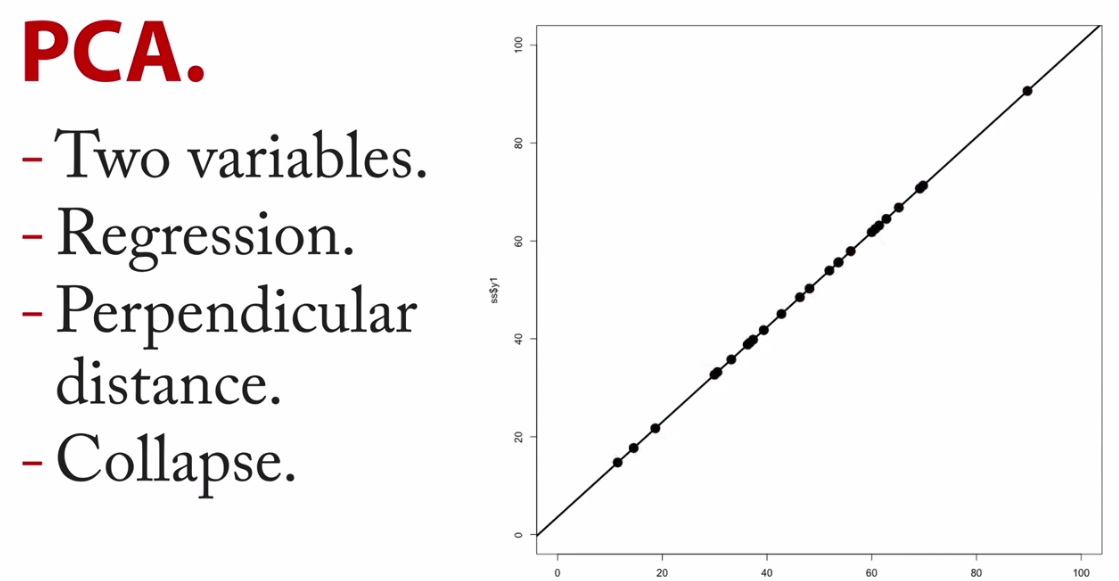 PCA.
– Two variables.
– Regression.
– Perpendicular
distance.
– Collapse.
ss$y1
100
80
60
40
20
0
0 20 40 60 80 100